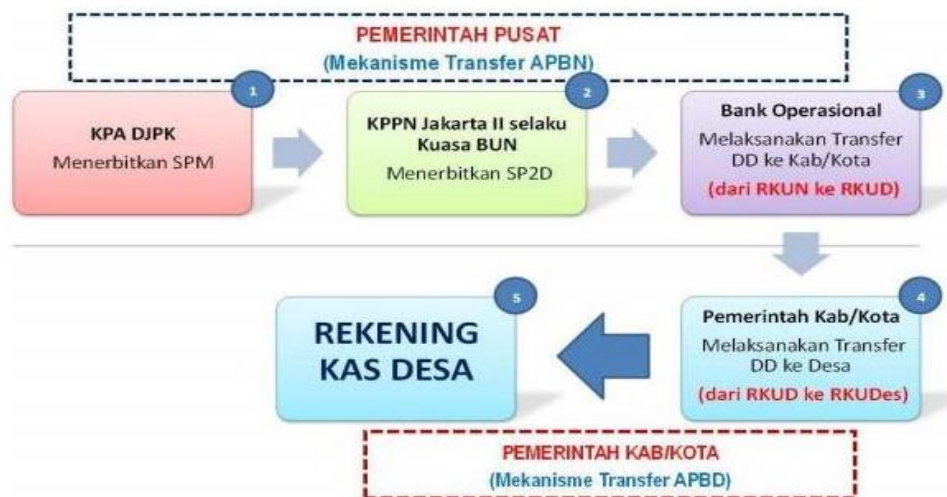 PEMERINTAH PUSAT
(Mekanisme Transfer APBN)
1
KPA DJPK
Menerbitkan SPM
2
KPPN Jakarta II selaku
Kuasa BUN
Menerbitkan SP2D
3
Bank Operasional
Melaksanakan Transfer
DD ke Kab/Kota
(dari RKUN ke RKUD)
4
Pemerintah Kab/Kota
Melaksanakan Transfer
DD ke Desa
(dari RKUD ke RKUDes)
5
REKENING
KAS DESA
PEMERINTAH KAB/KOTA
(Mekanisme Transfer APBD)